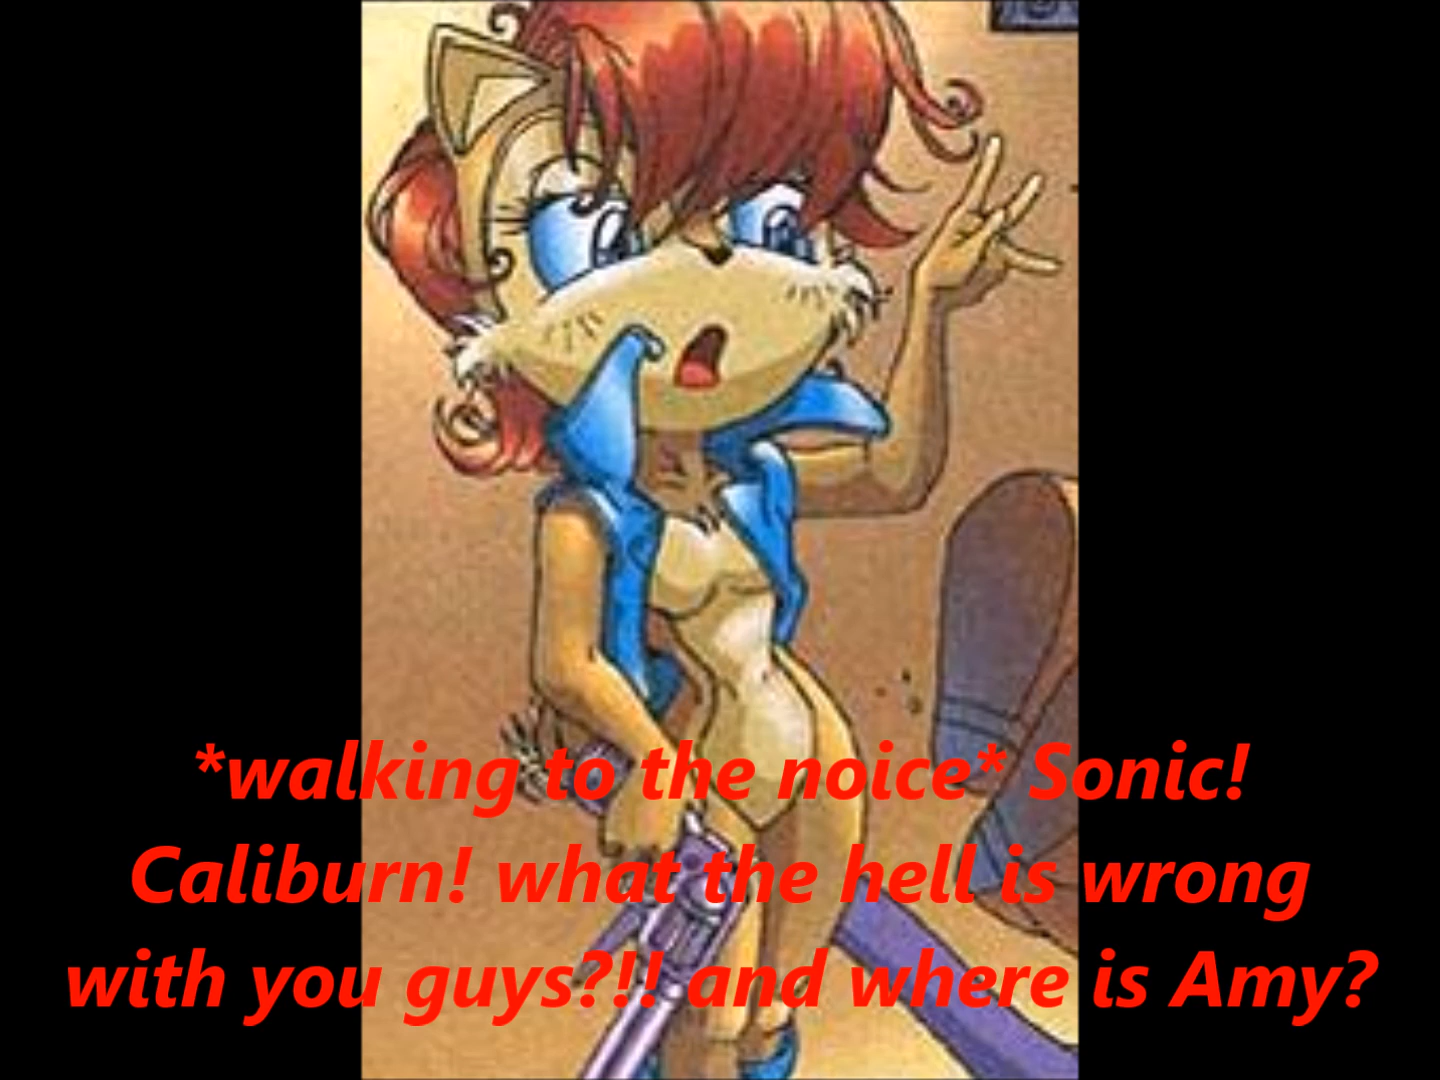 *walking to the noice* Sonic!
Caliburn! what the hell is wrong
with you guys?!! and where is Amy?